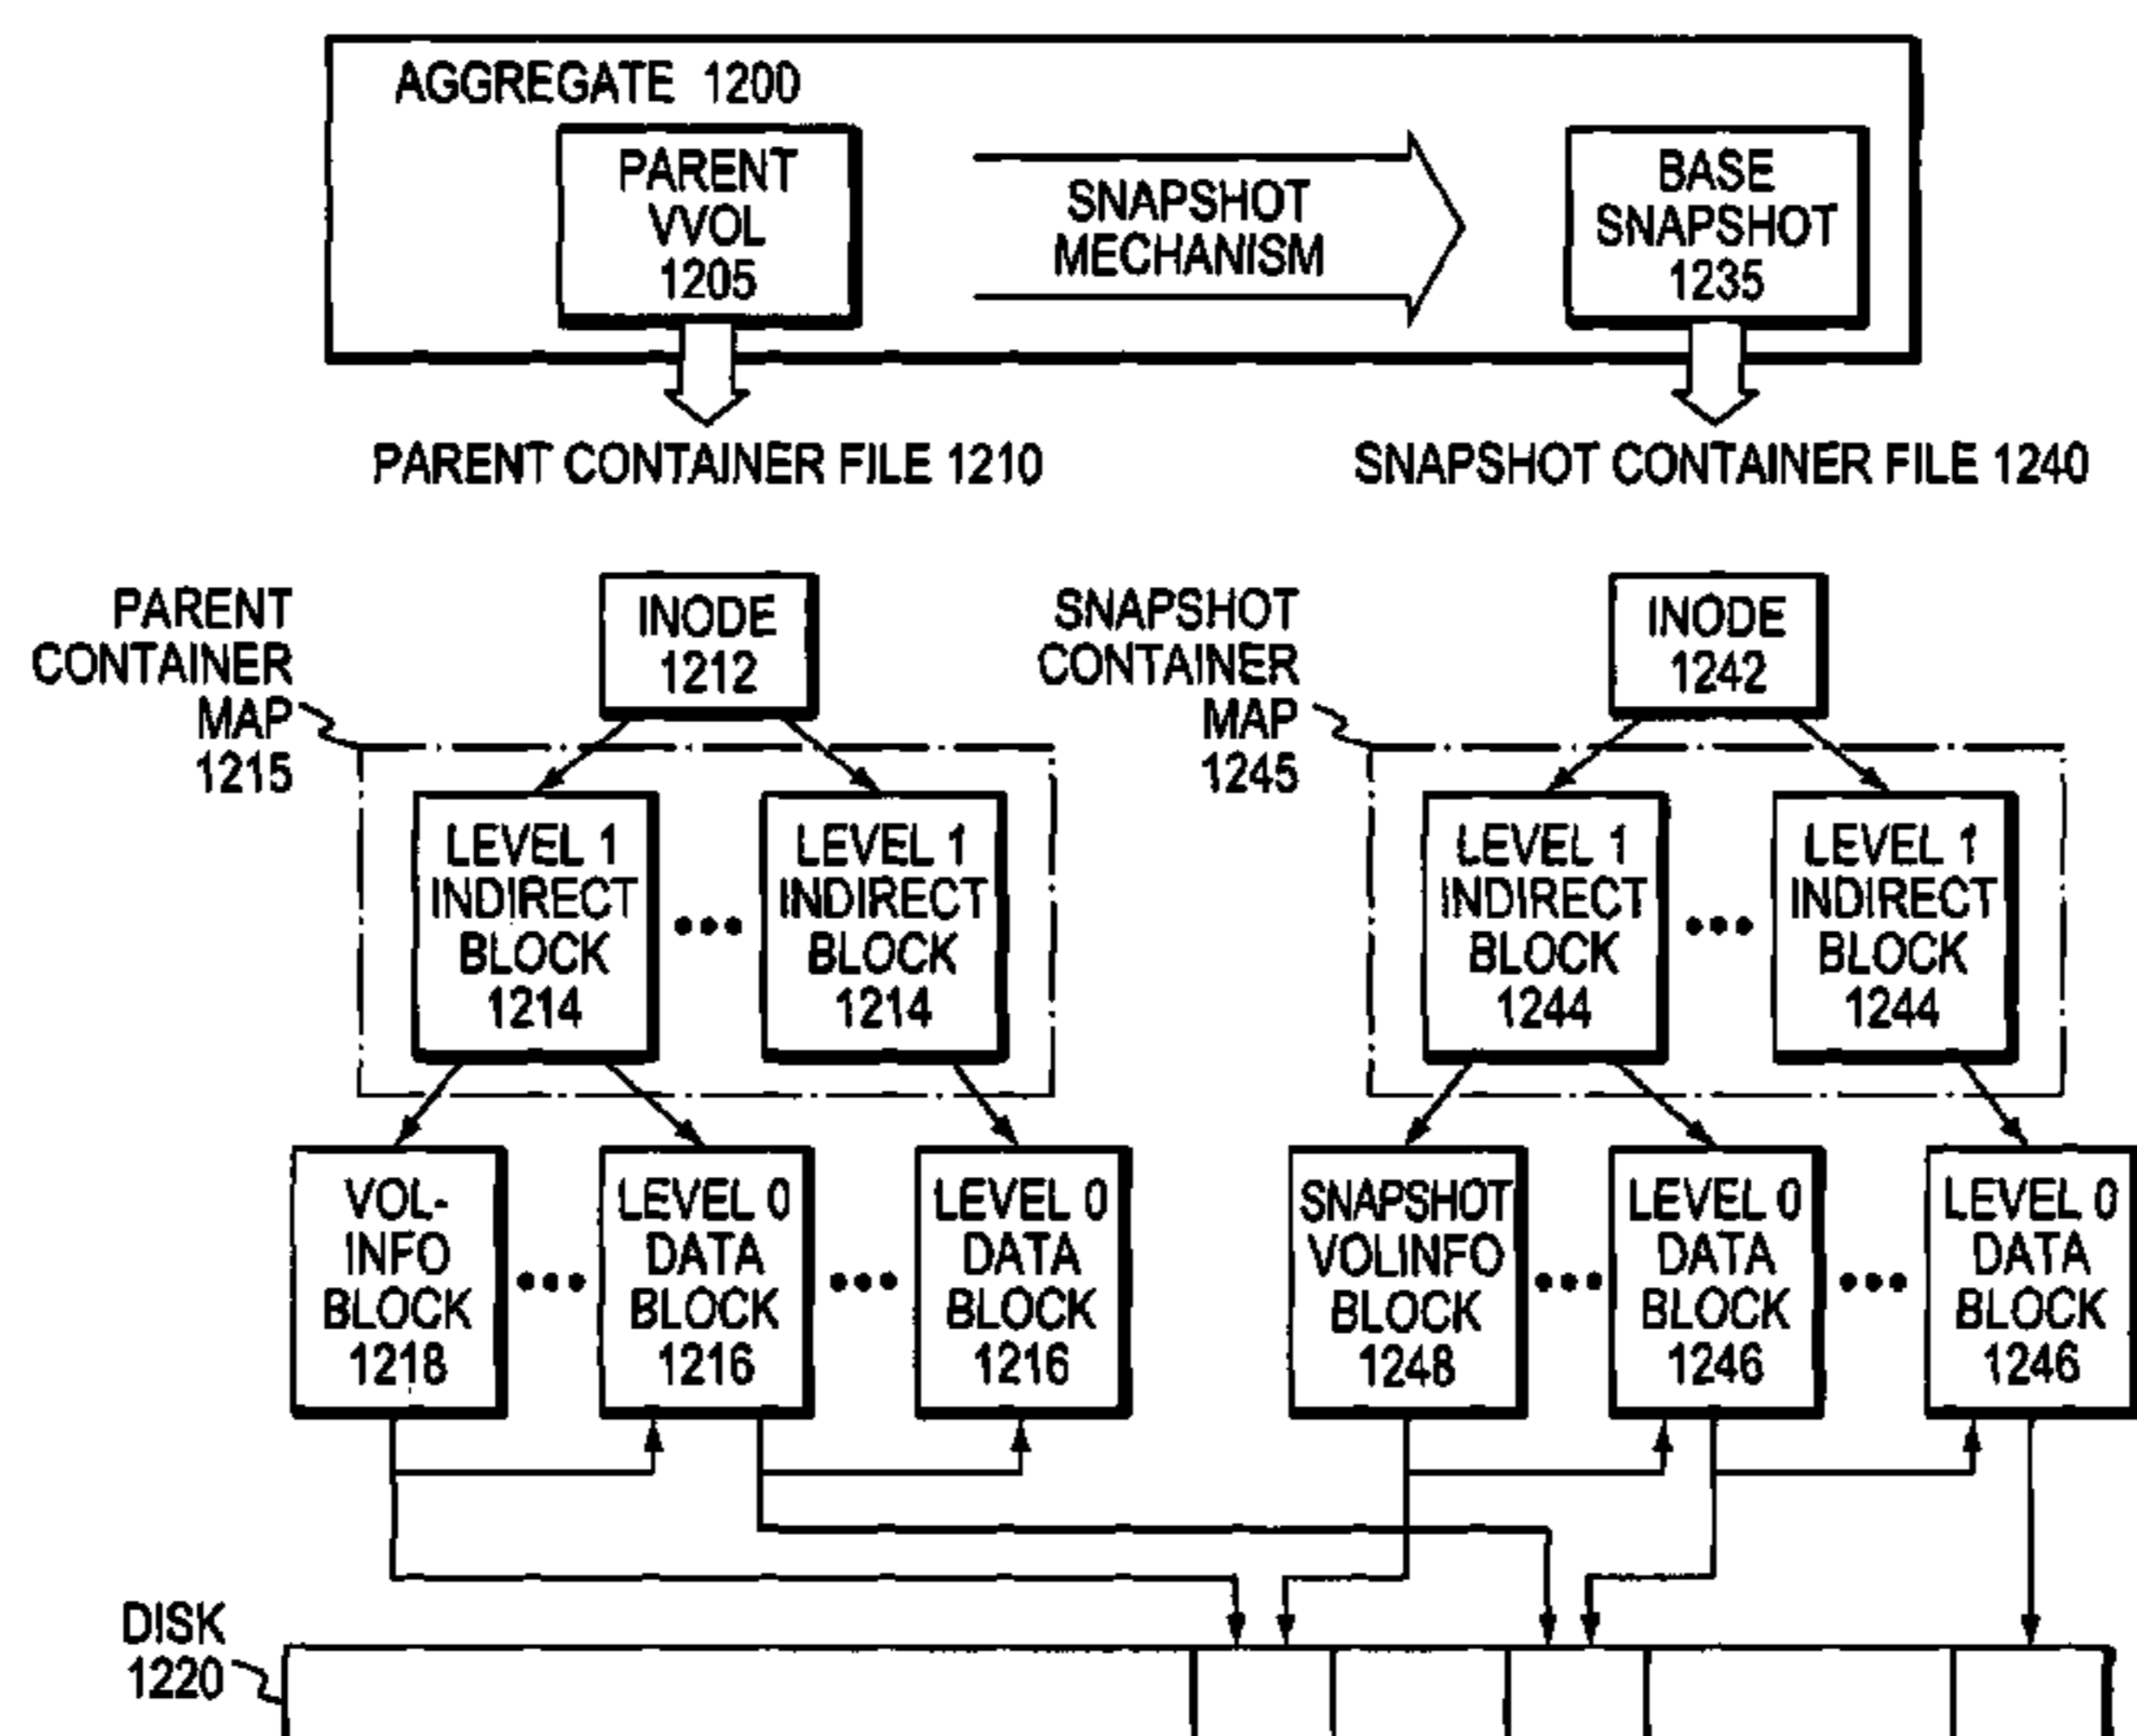 AGGREGATE 1200
PARENT
VVOL
1205
SNAPSHOT
MECHANISM
BASE
SNAPSHOT
1235
PARENT CONTAINER FILE 1210
SNAPSHOT CONTAINER FILE 1240
PARENT
CONTAINER
MAP
1215
INODE
1212
SNAPSHOT
CONTAINER
MAP
1245
INODE
1242
LEVEL 1
INDIRECT
BLOCK
1214
LEVEL 1
INDIRECT
BLOCK
1214
LEVEL 1
INDIRECT
BLOCK
1244
LEVEL 1
INDIRECT
BLOCK
1244
VOL-
INFO
BLOCK
1218
LEVEL 0
DATA
BLOCK
1216
LEVEL 0
DATA
BLOCK
1216
SNAPSHOT
VOLINFO
BLOCK
1248
LEVEL 0
DATA
BLOCK
1246
LEVEL 0
DATA
BLOCK
1246
DISK
1220